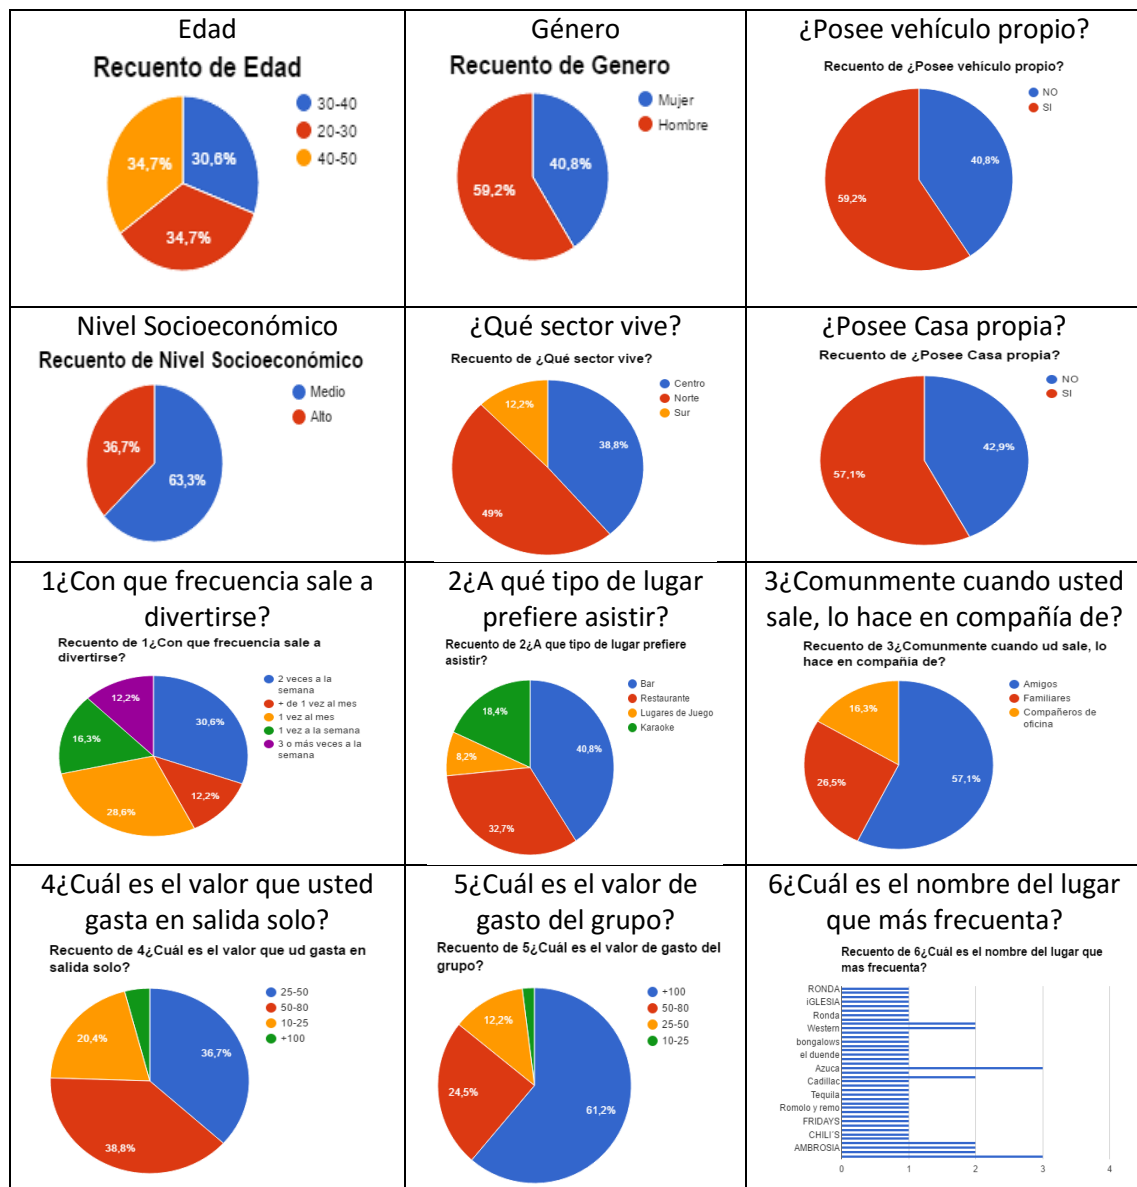 Edad
Recuento de Edad
30-40
20-30
40-50
34,7%
30,6%
34,7%
Género
Recuento de Genero
Mujer
Hombre
40,8%
59,2%
¿Posee vehículo propio?
Recuento de ¿Posee vehículo propio?
NO
SI
40,8%
59,2%
Nivel Socioeconómico
Recuento de Nivel Socioeconómico
Medio
Alto
36,7%
63,3%
¿Qué sector vive?
Recuento de ¿Qué sector vive?
Centro
Norte
Sur
12,2%
38,8%
49%
¿Posee Casa propia?
Recuento de ¿Posee Casa propia?
NO
SI
42,9%
57,1%
1¿Con que frecuencia sale a
divertirse?
Recuento de 1¿Con que frecuencia sale a
divertirse?
2 veces a la
semana
+ de 1 vez al mes
1 vez al mes
1 vez a la semana
3 o más veces a la
semana
12,2%
30,6%
16,3%
12,2%
28,6%
2¿A qué tipo de lugar
prefiere asistir?
Recuento de 2¿A que tipo de lugar prefiere
asistir?
Bar
Restaurante
Lugares de Juego
Karaoke
18,4%
40,8%
8,2%
32,7%
3¿Comunmente cuando usted
sale, lo hace en compañía de?
Recuento de 3¿Comunmente cuando ud sale, lo
hace en compañía de?
Amigos
Familiares
Compañeros de
oficina
16,3%
26,5%
57,1%
4¿Cuál es el valor que usted
gasta en salida solo?
Recuento de 4¿Cuál es el valor que ud gasta en
salida solo?
25-50
50-80
10-25
+100
20,4%
36,7%
38,8%
5¿Cuál es el valor de
gasto del grupo?
Recuento de 5¿Cuál es el valor de gasto del
grupo?
+100
50-80
25-50
10-25
12,2%
24,5%
61,2%
6¿Cuál es el nombre del lugar
que más frecuenta?
Recuento de 6¿Cuál es el nombre del lugar que
mas frecuenta?
RONDA
iGLESIA
Ronda
Western
bongalows
el duende
Azuca
Cadillac
Tequila
Romolo y remo
FRIDAYS
CHILI´S
AMBROSIA
0 1 2 3 4